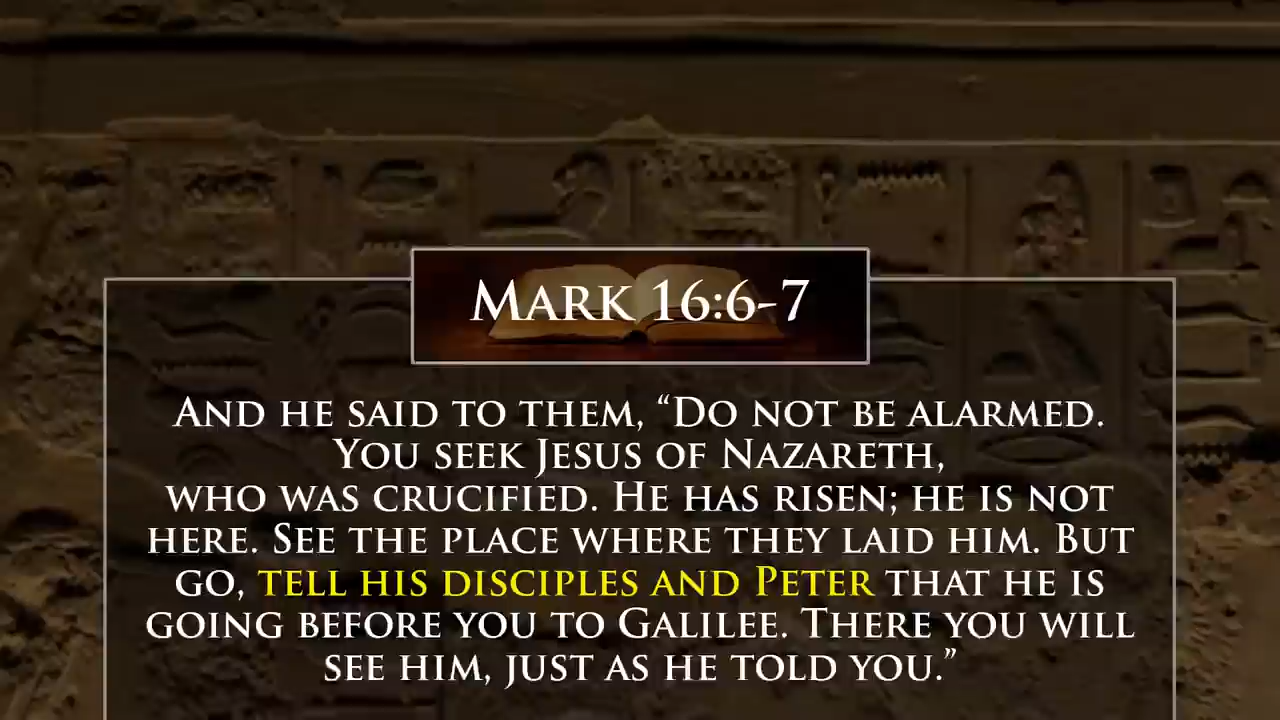 Mark 16:6-7
And he said to them, “Do not be alarmed.
You seek Jesus of Nazareth,
who was crucified. He has risen; he is not
here. See the place where they laid him. But
go, tell his disciples and Peter that he is
going before you to Galilee. There you will
see him, just as he told you.”